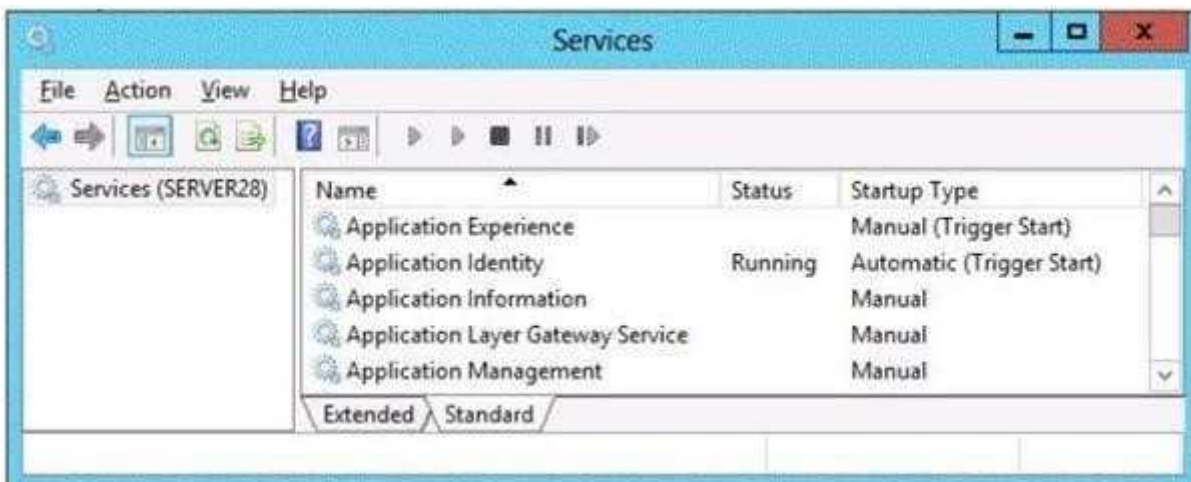 Services
File Action View Help
Services (SERVER28)
Name Status Startup Type
Application Experience Manual (Trigger Start)
Application Identity Running Automatic (Trigger Start)
Application Information Manual
Application Layer Gateway Service Manual
Application Management Manual
Extended Standard